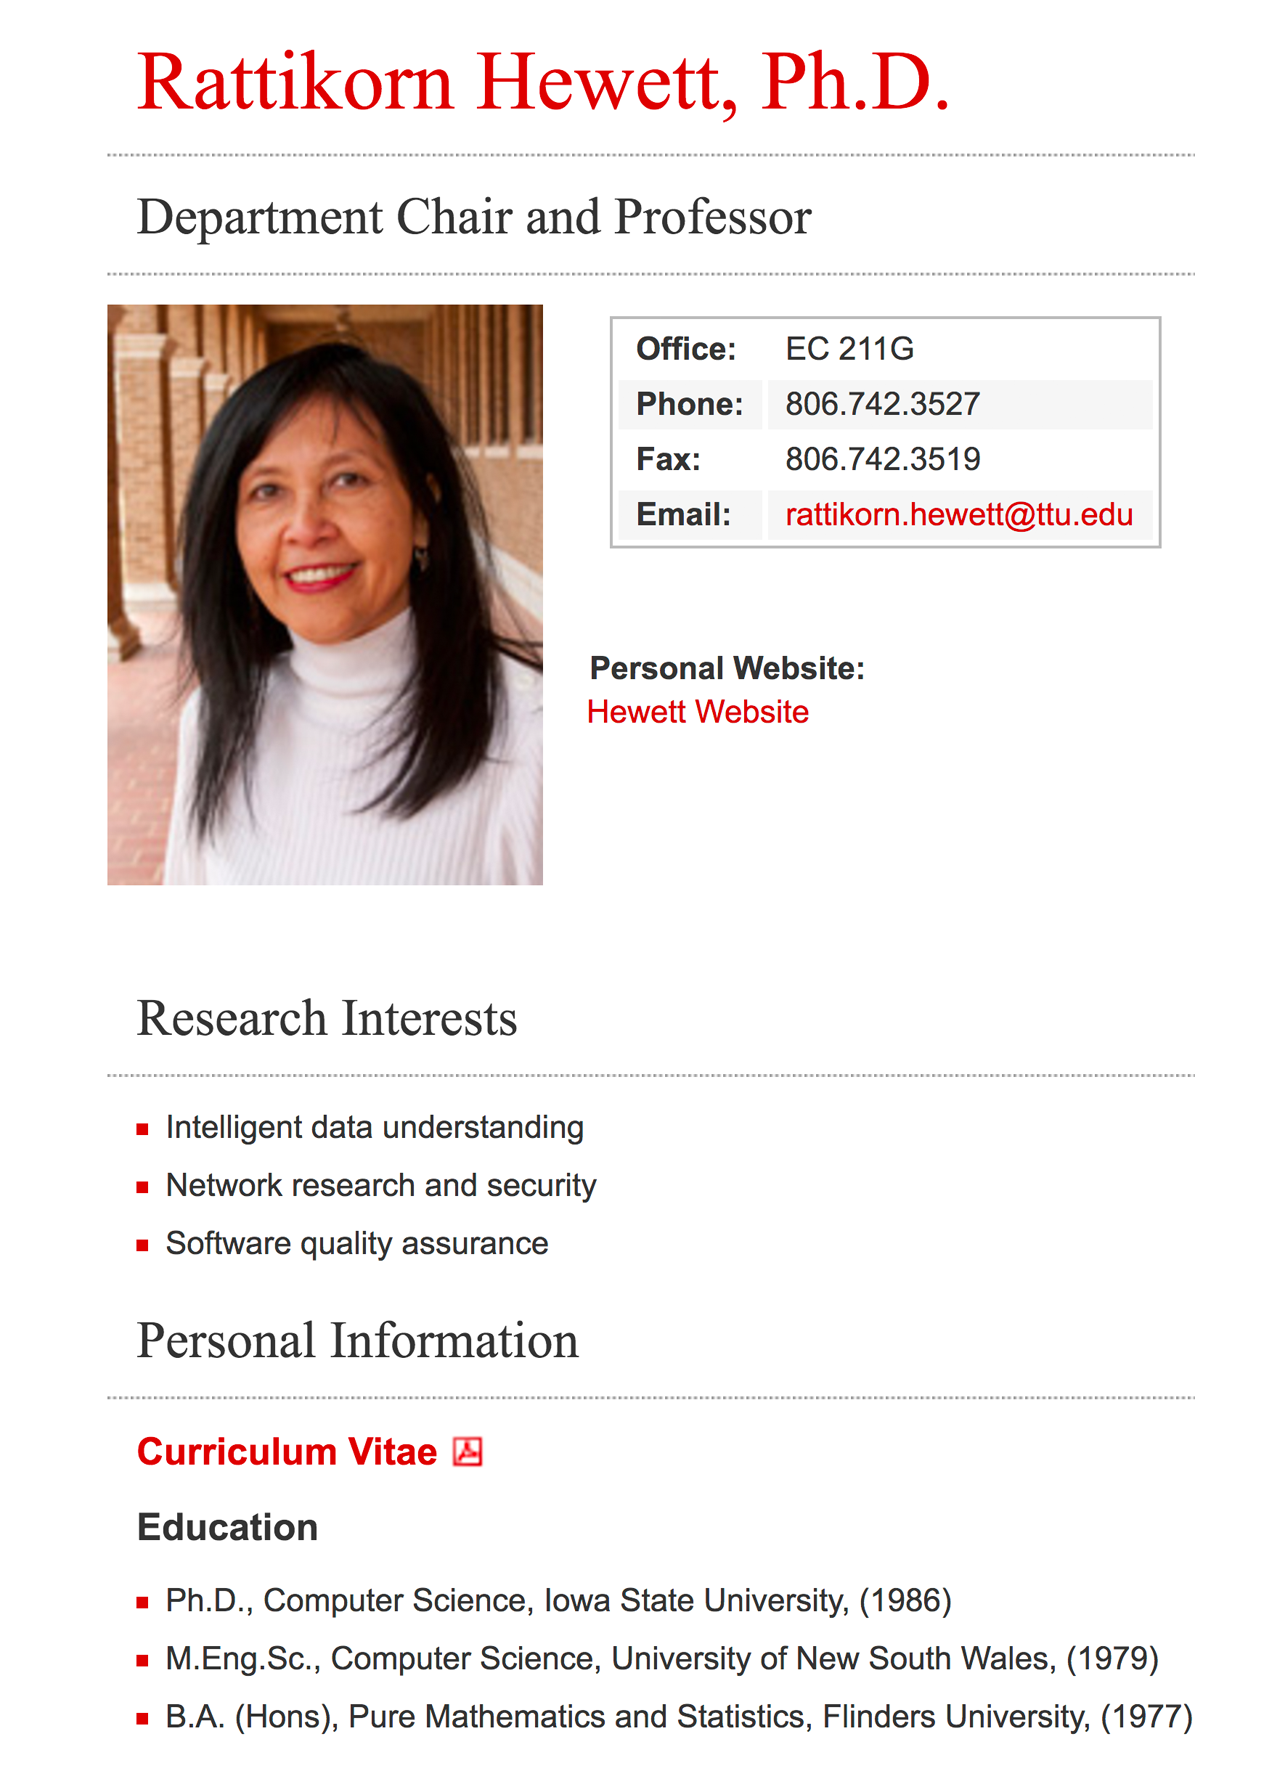 Rattikorn Hewett, Ph.D.
Department Chair and Professor
Office: EC 211G
Phone: 806.742.3527
Fax: 806.742.3519
Email: rattikorn.hewett@ttu.edu
Personal Website:
Hewett Website
Research Interests
Intelligent data understanding
Network research and security
Software quality assurance
Personal Information
Curriculum Vitae
Education
Ph.D., Computer Science, Iowa State University, (1986)
M.Eng.Sc., Computer Science, University of New South Wales, (1979)
B.A. (Hons), Pure Mathematics and Statistics, Flinders University, (1977)